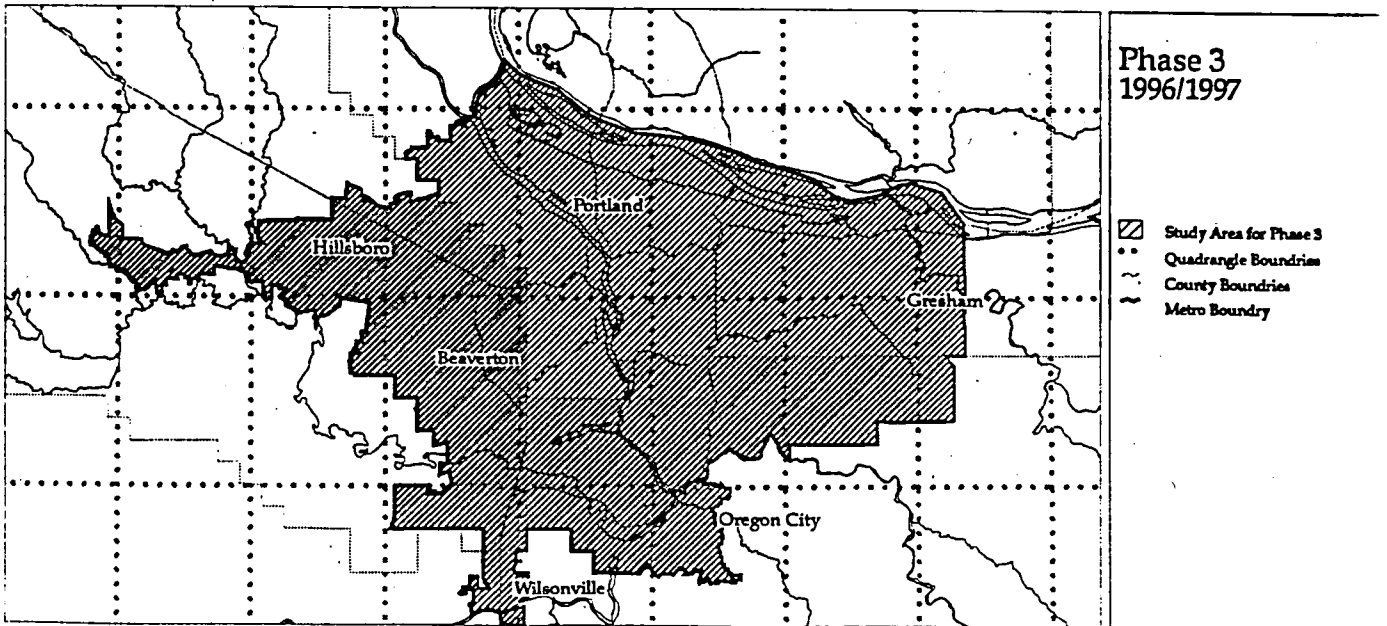 Phase 3
1996/1997
Portland
Hillsboro
Gresham
Beaverton
Oregon City
Wilsonville
Study Area for Phase 3
Quadrangle Boundries
County Boundries
Metro Boundry